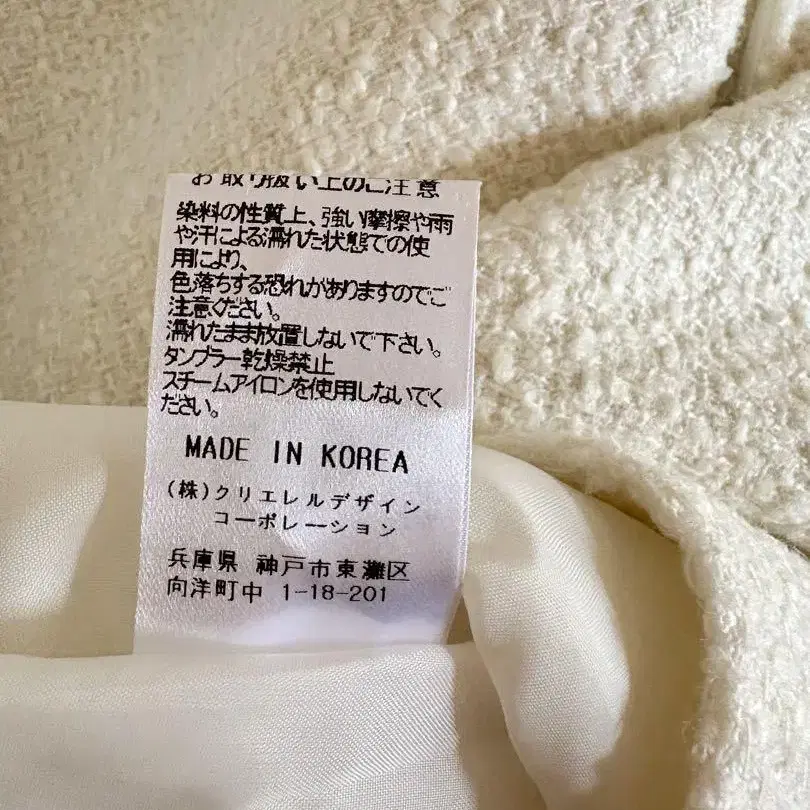 お取り扱い上のご注意
染料の性質上、強い摩擦や雨
や汗による濡れた状態での使
用により、
色落ちする恐れがありますのでご
注意ください。
濡れたまま放置しないで下さい。
タンブラー乾燥禁止
スチームアイロンを使用しないでく
ださい。
MADE IN KOREA
(株)クリエレルデザイン
コーポレーション
兵庫県 神戸市東灘区
向洋町中 1-18-201